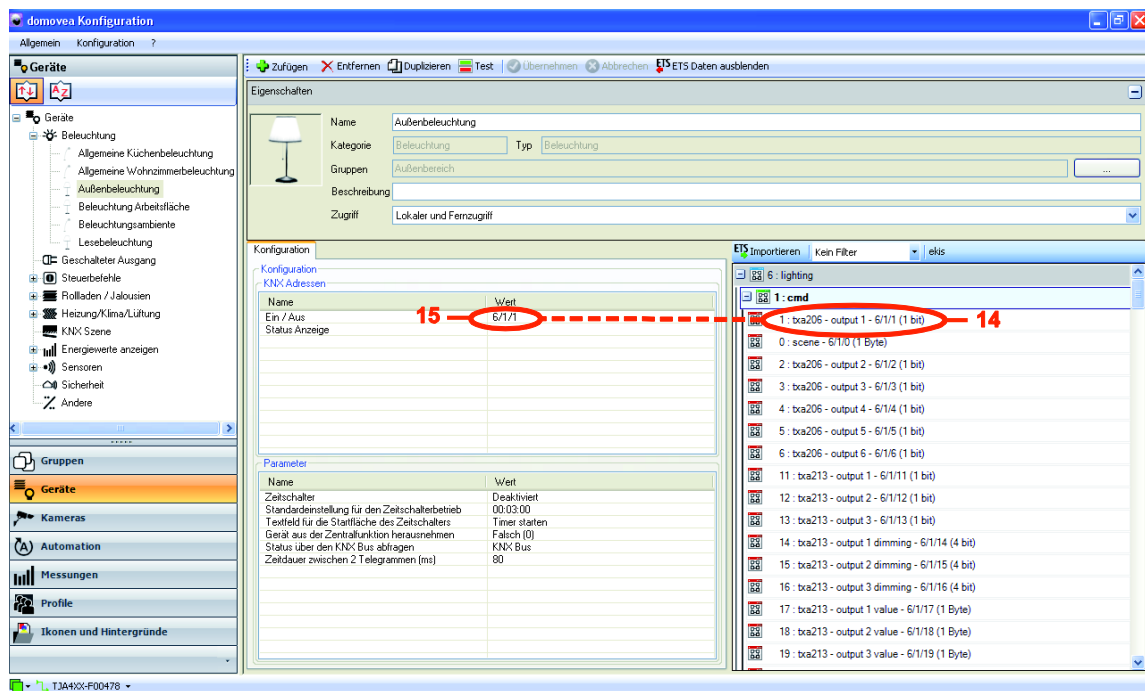 domovea Konfiguration
Allgemein Konfiguration ?
Geräte
Zufügen Entfernen Duplizieren Test Übernehmen Abbrechen ETS ETS Daten ausblenden
Eigenschaften
Name Außenbeleuchtung
Kategorie Beleuchtung Typ Beleuchtung
Gruppen Außenbereich ...
Beschreibung
Zugriff Lokaler und Fernzugriff
Geräte
Beleuchtung
Allgemeine Küchenbeleuchtung
Allgemeine Wohnzimmerbeleuchtung
Außenbeleuchtung
Beleuchtung Arbeitsfläche
Beleuchtungsambiente
Lesebeleuchtung
Geschalteter Ausgang
Steuerbefehle
Rollladen / Jalousien
Heizung/Klima/Lüftung
KNX Szene
Energiewerte anzeigen
Sensoren
Sicherheit
Andere
Gruppen
Geräte
Kameras
Automation
Messungen
Profile
Ikonen und Hintergründe
Konfiguration
Konfiguration
KNX Adressen
Name Wert
Ein / Aus 6/1/1
Status Anzeige
15
Parameter
Name Wert
Zeitschalter Deaktiviert
Standardeinstellung für den Zeitschalterbetrieb 00:03:00
Textfeld für die Startfläche des Zeitschalters Timer starten
Gerät aus der Zentralfunktion herausnehmen Falsch (0)
Status über den KNX Bus abfragen KNX Bus
Zeitdauer zwischen 2 Telegrammen (ms) 80
ETS Importieren Kein Filter ekis
6 : lighting
1 : cmd
1 : txa206 - output 1 - 6/1/1 (1 bit)
14
0 : scene - 6/1/0 (1 Byte)
2 : txa206 - output 2 - 6/1/2 (1 bit)
3 : txa206 - output 3 - 6/1/3 (1 bit)
4 : txa206 - output 4 - 6/1/4 (1 bit)
5 : txa206 - output 5 - 6/1/5 (1 bit)
6 : txa206 - output 6 - 6/1/6 (1 bit)
11 : txa213 - output 1 - 6/1/11 (1 bit)
12 : txa213 - output 2 - 6/1/12 (1 bit)
13 : txa213 - output 3 - 6/1/13 (1 bit)
14 : txa213 - output 1 dimming - 6/1/14 (4 bit)
15 : txa213 - output 2 dimming - 6/1/15 (4 bit)
16 : txa213 - output 3 dimming - 6/1/16 (4 bit)
17 : txa213 - output 1 value - 6/1/17 (1 Byte)
18 : txa213 - output 2 value - 6/1/18 (1 Byte)
19 : txa213 - output 3 value - 6/1/19 (1 Byte)
TJA4XX-F00478